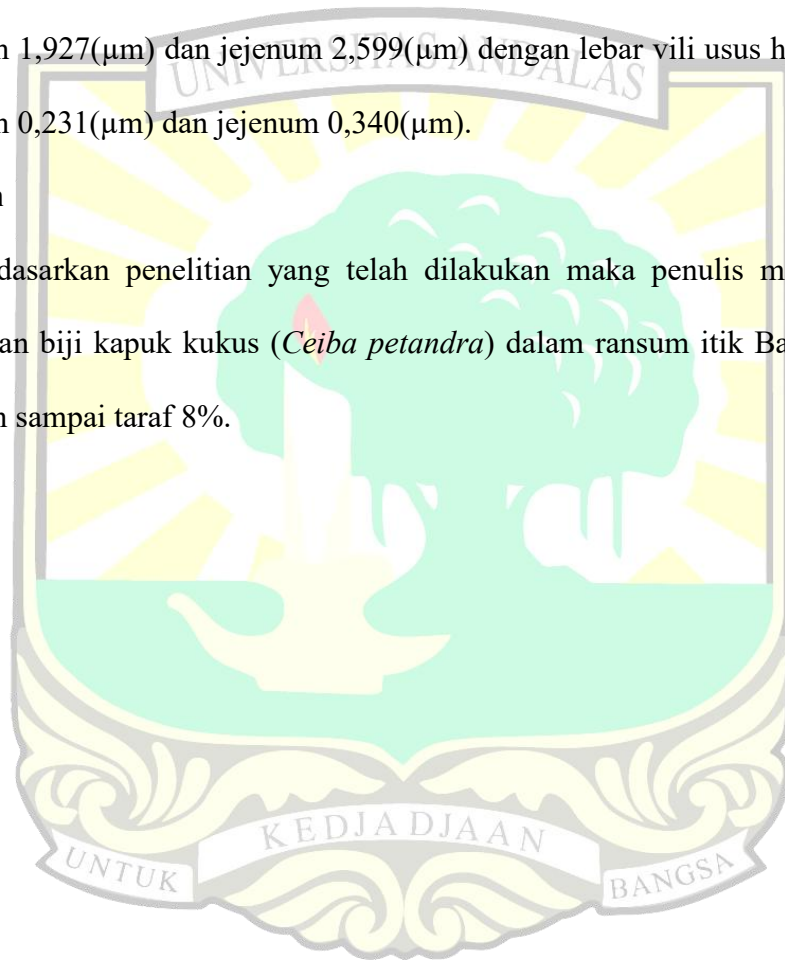 n 1,927(µm) dan jejenum 2,599(µm) dengan lebar vili usus h
UNIVERSITAS ANDALAS
n 0,231(µm) dan jejenum 0,340(µm).
n
dasarkan penelitian yang telah dilakukan maka penulis m
an biji kapuk kukus (Ceiba petandra) dalam ransum itik Ba
n sampai taraf 8%.
KEDJADJAAN
UNTUK
BANGSA